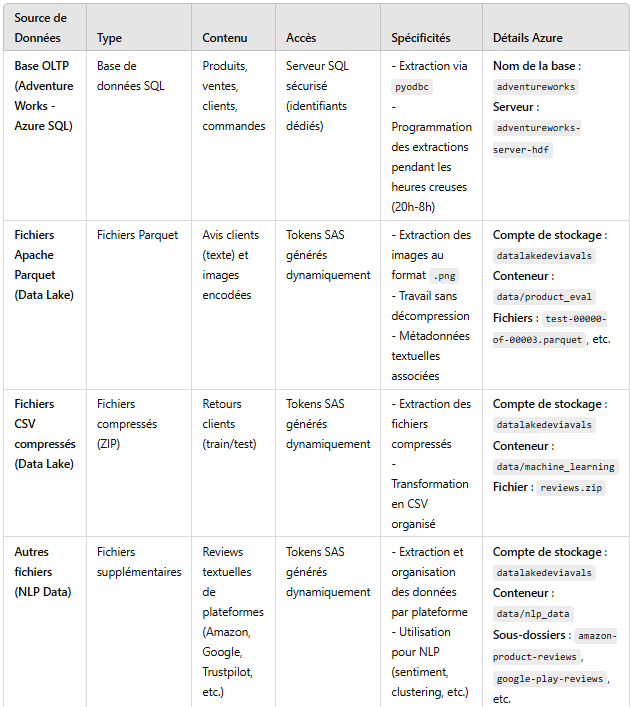 Source de
Données
Type
Contenu
Accès
Spécificités
Détails Azure
Base OLTP
(Adventure
Works -
Azure SQL)
Base de
données SQL
Produits,
ventes,
clients,
commandes
Serveur SQL
sécurisé
(identifiants
dédiés)
- Extraction via
pyodbc
-
Programmation
des extractions
pendant les
heures creuses
(20h-8h)
Nom de la base :
adventureworks
Serveur :
adventureworks-
server-hdf
Fichiers
Apache
Parquet
(Data Lake)
Fichiers Parquet
Avis clients
(texte) et
images
encodées
Tokens SAS
générés
dynamiquement
- Extraction des
images au
format .png
- Travail sans
décompression
- Métadonnées
textuelles
associées
Compte de stockage :
datalakedeviavals
Conteneur :
data/product_eval
Fichiers : test-00000-
of-00003.parquet, etc.
Fichiers
CSV
compressés
(Data Lake)
Fichiers
compressés
(ZIP)
Retours
clients
(train/test)
Tokens SAS
générés
dynamiquement
- Extraction des
fichiers
compressés
-
Transformation
en CSV
organisé
Compte de stockage :
datalakedeviavals
Conteneur :
data/machine_learning
Fichier : reviews.zip
Autres
fichiers
(NLP Data)
Fichiers
supplémentaires
Reviews
textuelles
de
plateformes
(Amazon,
Google,
Trustpilot,
etc.)
Tokens SAS
générés
dynamiquement
- Extraction et
organisation
des données
par plateforme
- Utilisation
pour NLP
(sentiment,
clustering, etc.)
Compte de stockage :
datalakedeviavals
Conteneur :
data/nlp_data
Sous-dossiers : amazon-
product-reviews,
google-play-reviews,
etc.